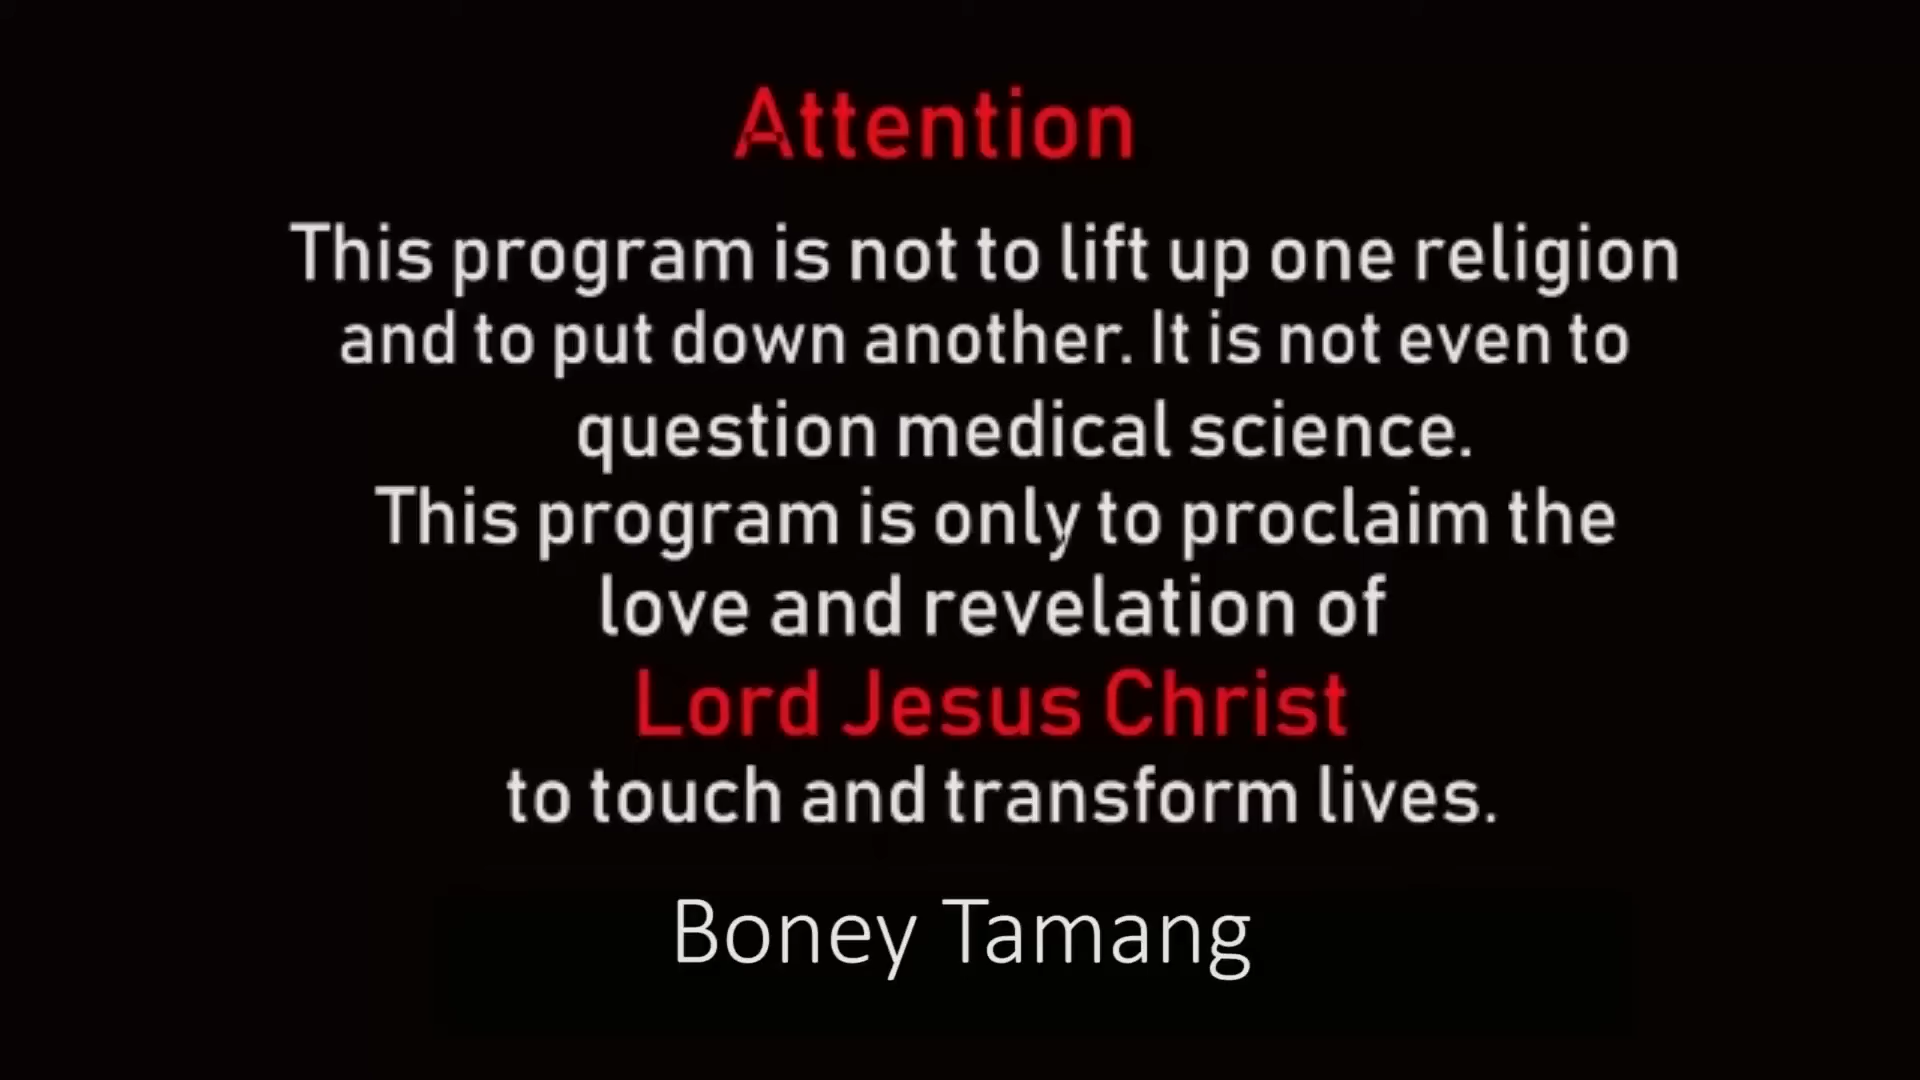 Attention
This program is not to lift up one religion
and to put down another. It is not even to
question medical science.
This program is only to proclaim the
love and revelation of
Lord Jesus Christ
to touch and transform lives.
Boney Tamang